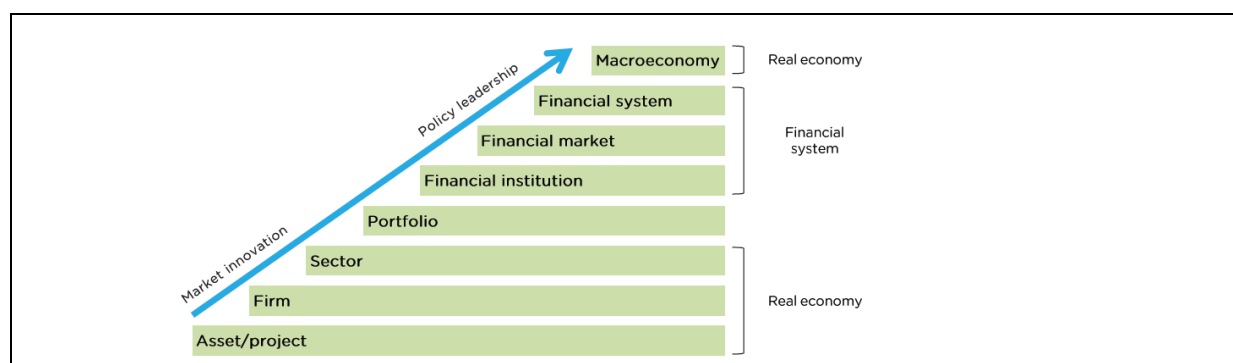 Macroeconomy
Real economy
Policy leadership
Financial system
Financial market
Financial
system
Financial institution
Portfolio
Market innovation
Sector
Firm
Real economy
Asset/project